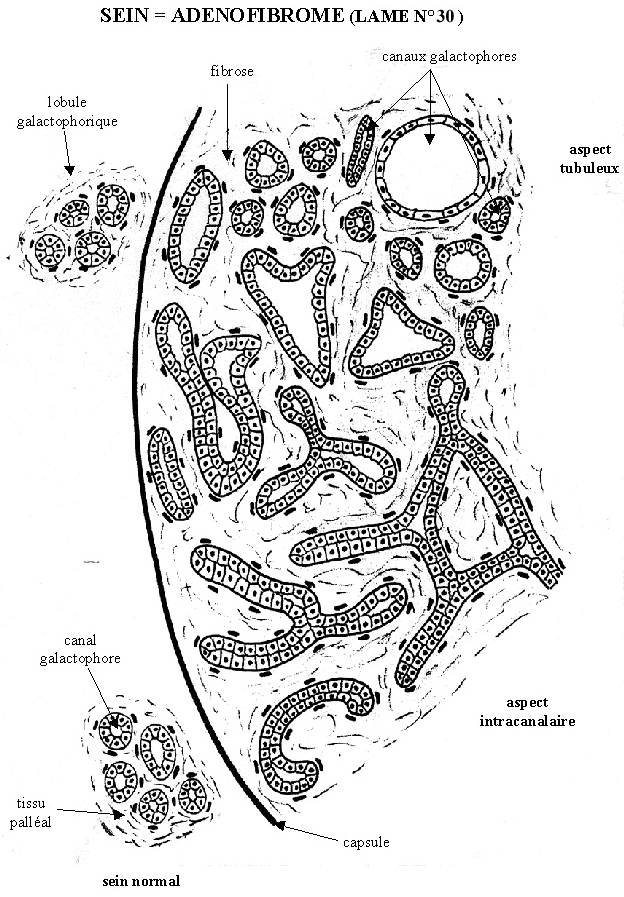 SEIN = ADENOFIBROME (LAME N°30)
canaux galactophores
fibrose
lobule
galactophorique
aspect
tubuleux
canal
galactophore
aspect
intracanalaire
tissu
palléal
capsule
sein normal